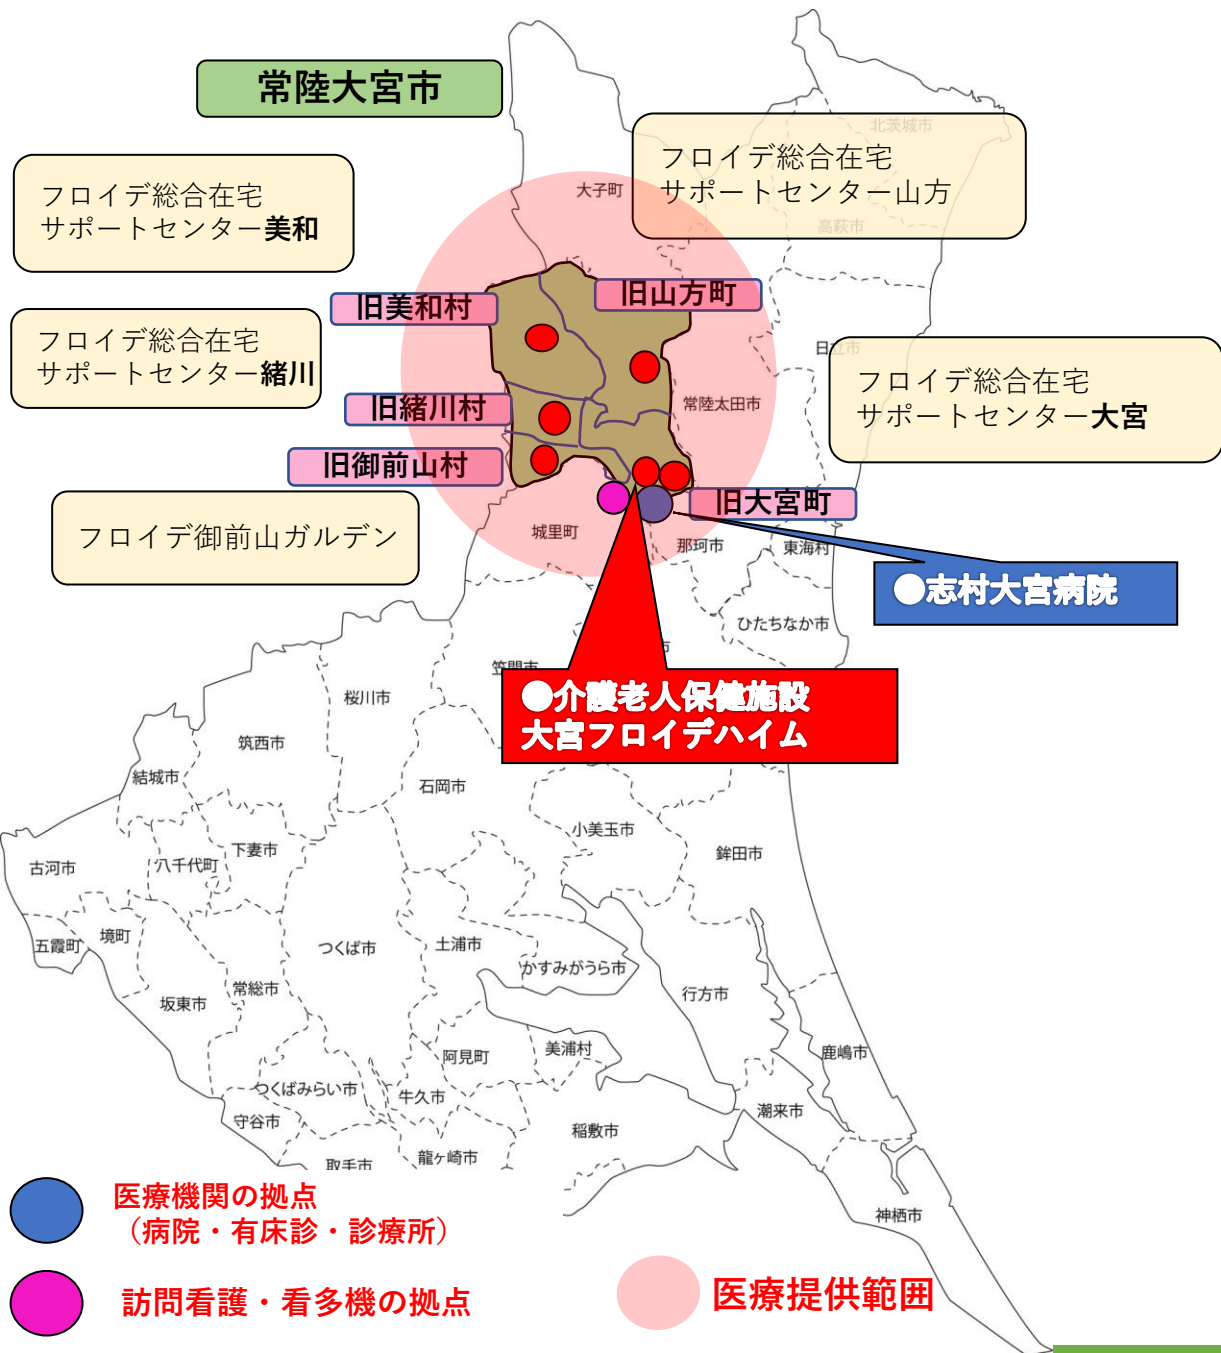 常陸大宮市
北茨城市
フロイデ総合在宅
サポートセンター山方
大子町
高萩市
フロイデ総合在宅
サポートセンター美和
旧美和村
旧山方町
フロイデ総合在宅
サポートセンター緒川
日立市
フロイデ総合在宅
サポートセンター大宮
旧緒川村
常陸太田市
旧御前山村
旧大宮町
フロイデ御前山ガルデン
城里町
那珂市
東海村
●志村大宮病院
ひたちなか市
笠間市
市
●介護老人保健施設
大宮フロイデハイム
桜川市
筑西市
結城市
石岡市
小美玉市
鉾田市
古河市
八千代町
下妻市
五霞町
境町
つくば市
土浦市
かすみがうら市
坂東市
常総市
行方市
阿見町
美浦村
鹿嶋市
つくばみらい市
牛久市
守谷市
稲敷市
潮来市
取手市
龍ヶ崎市
神栖市
医療機関の拠点
（病院・有床診・診療所）
訪問看護・看多機の拠点
医療提供範囲